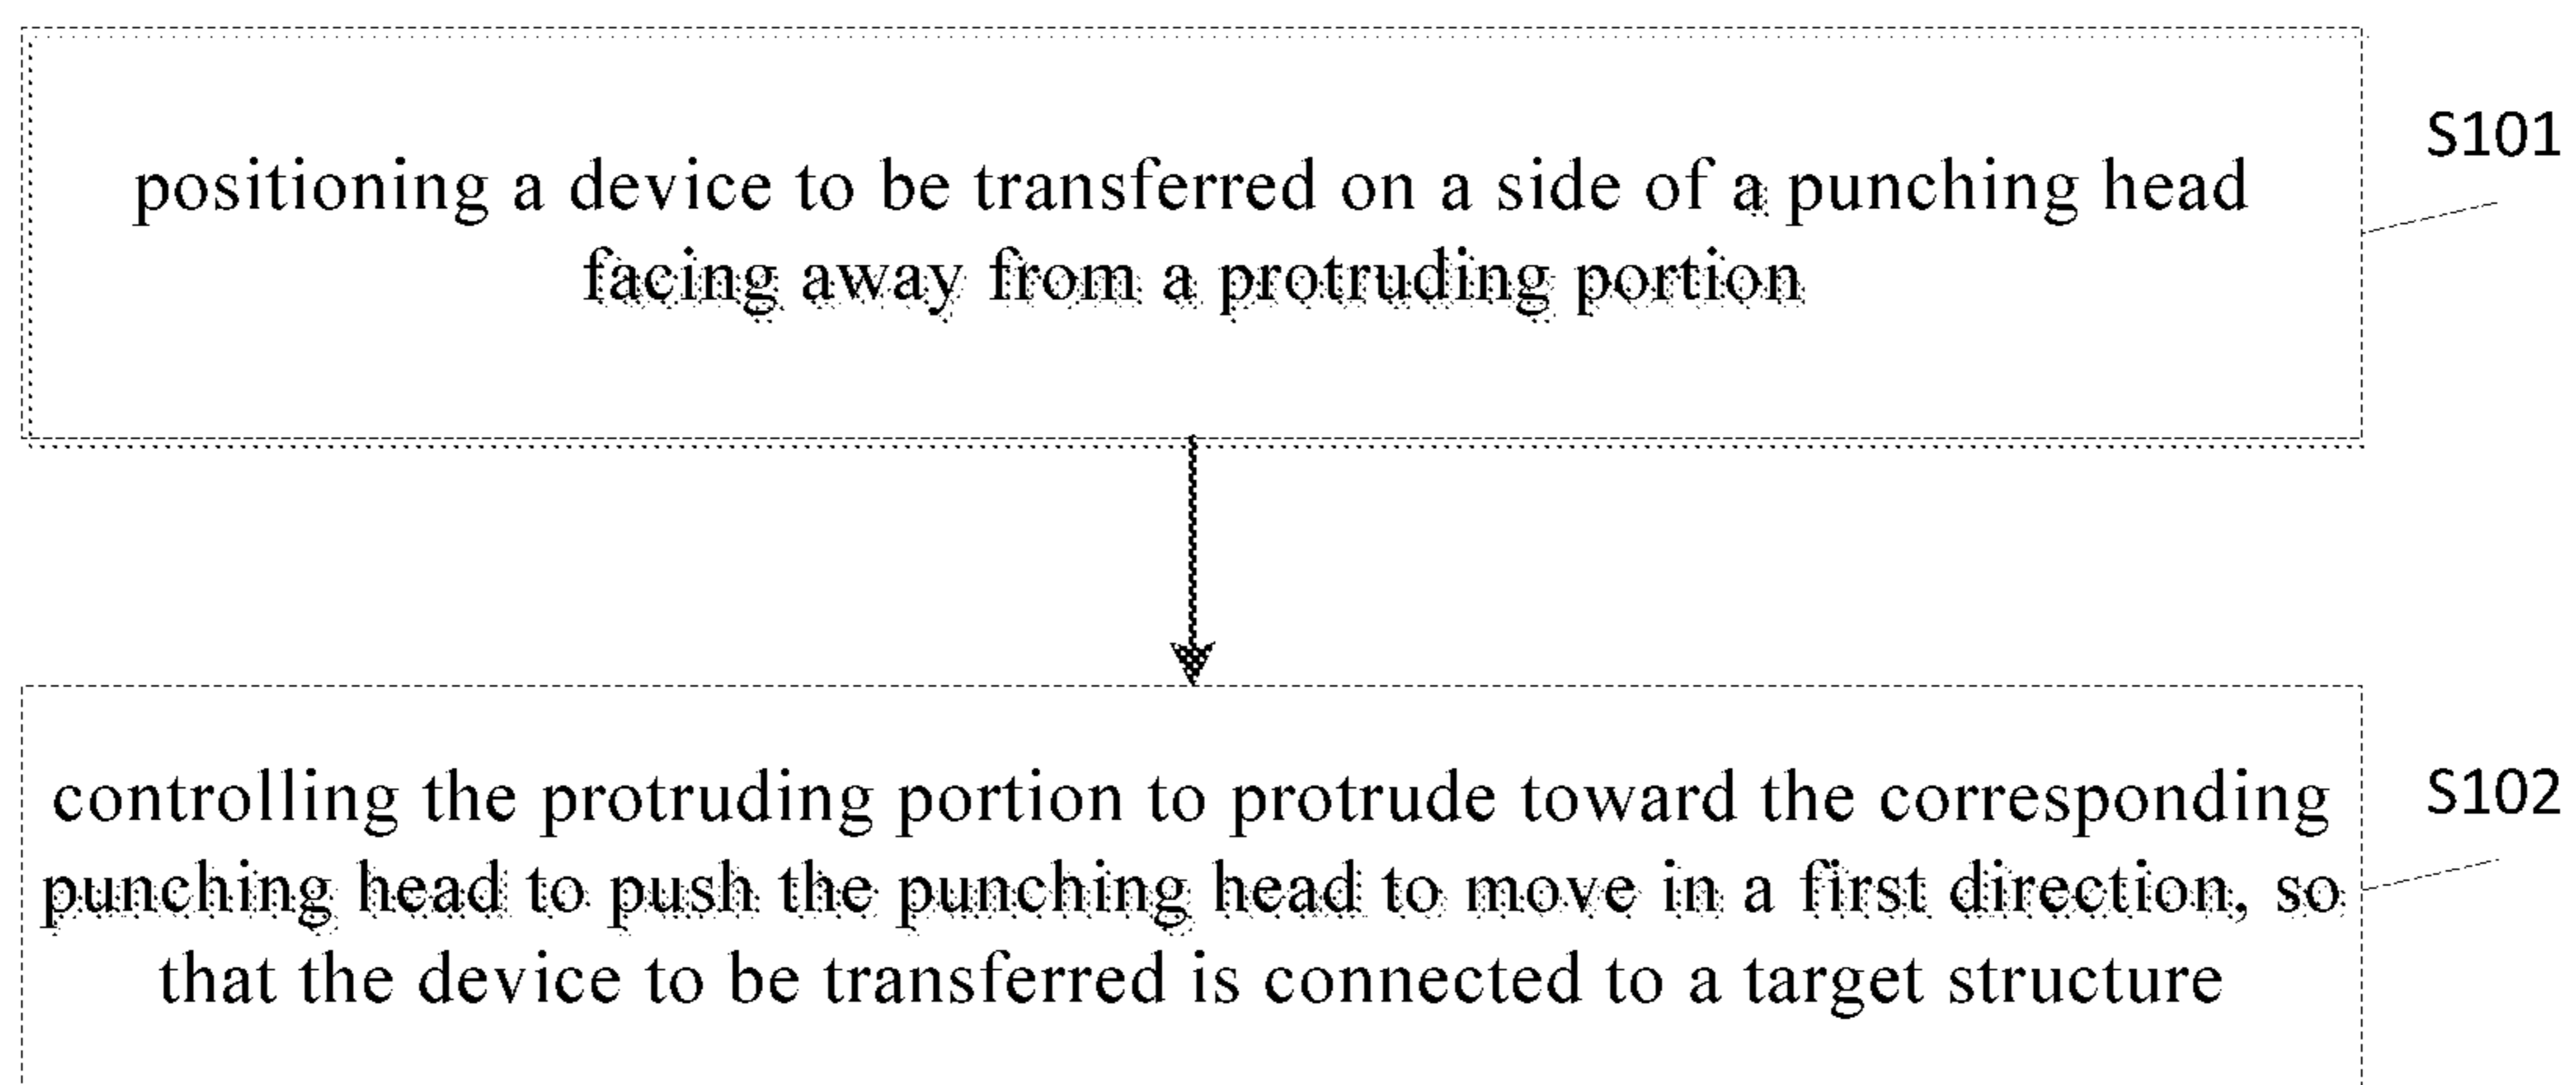 S101
positioning a device to be transferred on a side of a punching head
facing away from a protruding portion
S102
controlling the protruding portion to protrude toward the corresponding
punching head to push the punching head to move in a first direction, so
that the device to be transferred is connected to a target structure